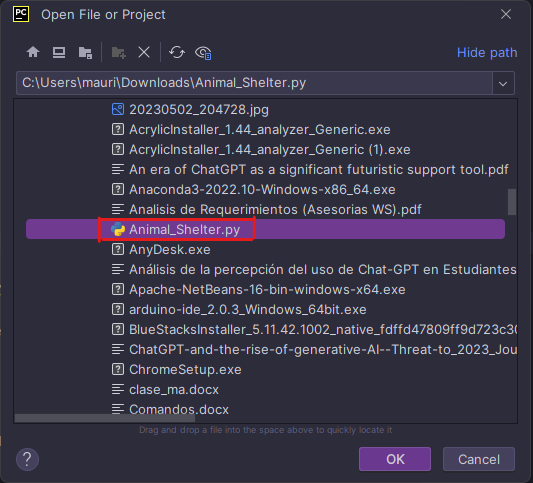 PC
Open File or Project
Hide path
C:\Users\mauri\Downloads\Animal_Shelter.py
20230502_204728.jpg
AcrylicInstaller_1.44_analyzer_Generic.exe
AcrylicInstaller_1.44_analyzer_Generic (1).exe
An era of ChatGPT as a significant futuristic support tool.pdf
Anaconda3-2022.10-Windows-x86_64.exe
Analisis de Requerimientos (Asesorias WS).pdf
Animal_Shelter.py
AnyDesk.exe
Análisis de la percepción del uso de Chat-GPT en Estudiantes
Apache-NetBeans-16-bin-windows-x64.exe
arduino-ide_2.0.3_Windows_64bit.exe
BlueStacksInstaller_5.11.42.1002_native_fdffd47809ff9d723c30
ChatGPT-and-the-rise-of-generative-AI--Threat-to_2023_Jou
ChromeSetup.exe
clase_ma.docx
Comandos.docx
Drag and drop a file into the space above to quickly locate it
?
OK
Cancel